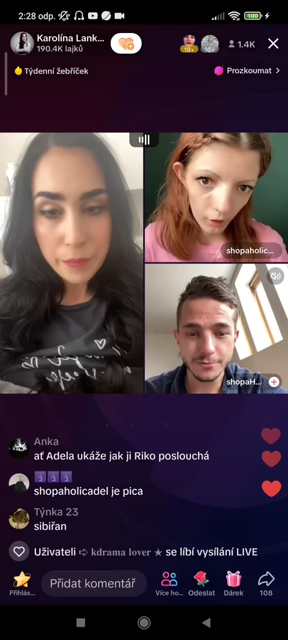 2:28 odp.
100
Karolína Lank...
190.4K lajků
10+
1.4K
Týdenní žebříček
Prozkoumat >
shopaholic...
shopaH...
Anka
ať Adela ukáže jak ji Riko poslouchá
shopaholicadel je pica
Týnka 23
sibiřan
Uživateli ➪ kdrama lover ★ se líbí vysílání LIVE
Přihlás...
Přidat komentář
Více ho...
Odeslat
Dárek
108